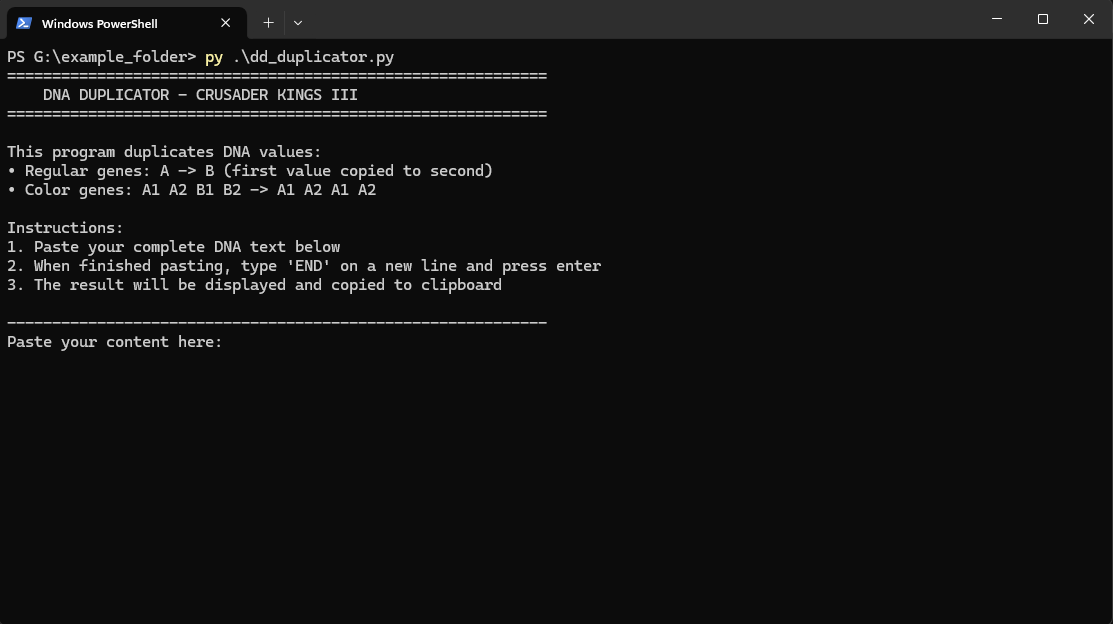 Windows PowerShell
PS G:\example_folder> py .\dd_duplicator.py
============================================================
DNA DUPLICATOR - CRUSADER KINGS III
============================================================
This program duplicates DNA values:
• Regular genes: A -> B (first value copied to second)
• Color genes: A1 A2 B1 B2 -> A1 A2 A1 A2
Instructions:
1. Paste your complete DNA text below
2. When finished pasting, type 'END' on a new line and press enter
3. The result will be displayed and copied to clipboard
------------------------------------------------------------
Paste your content here: